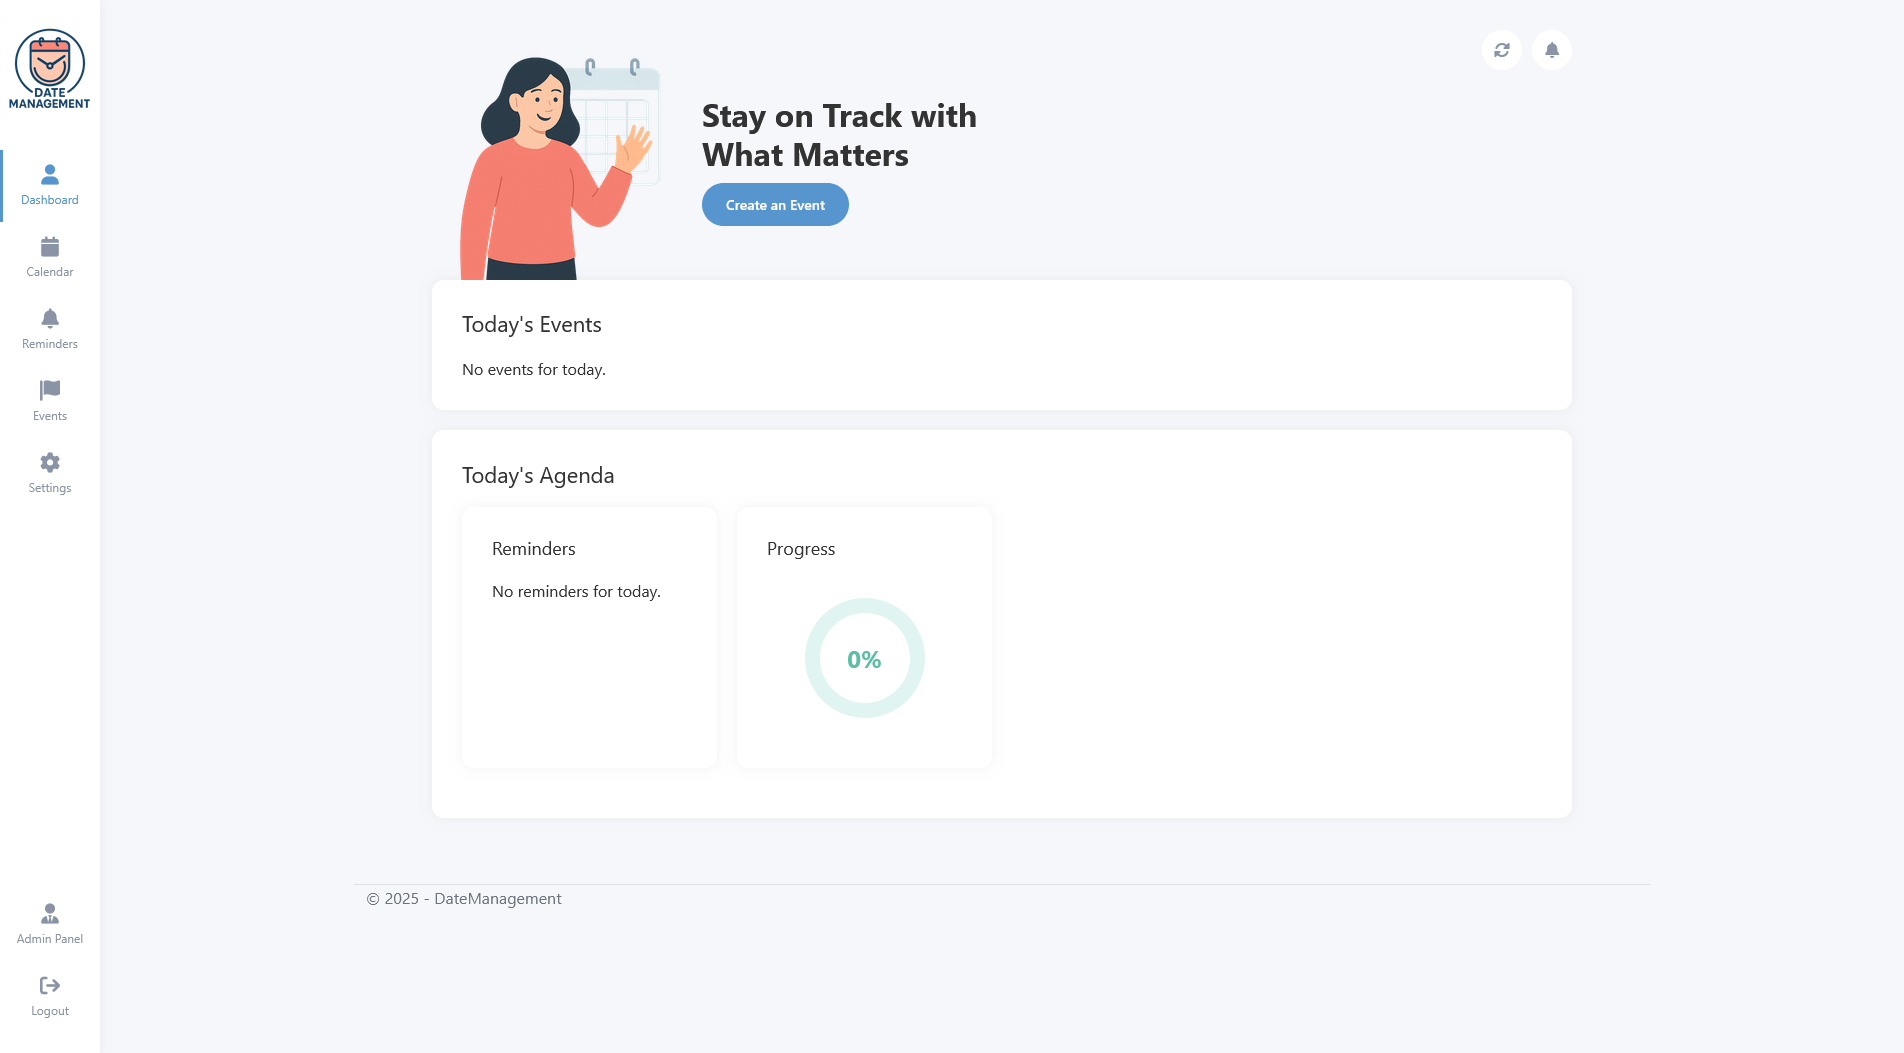 DATE
MANAGEMENT
Dashboard
Calendar
Reminders
Events
Settings
Admin Panel
Logout
Stay on Track with
What Matters
Create an Event
Today's Events
No events for today.
Today's Agenda
Reminders
No reminders for today.
Progress
0%
© 2025 - DateManagement